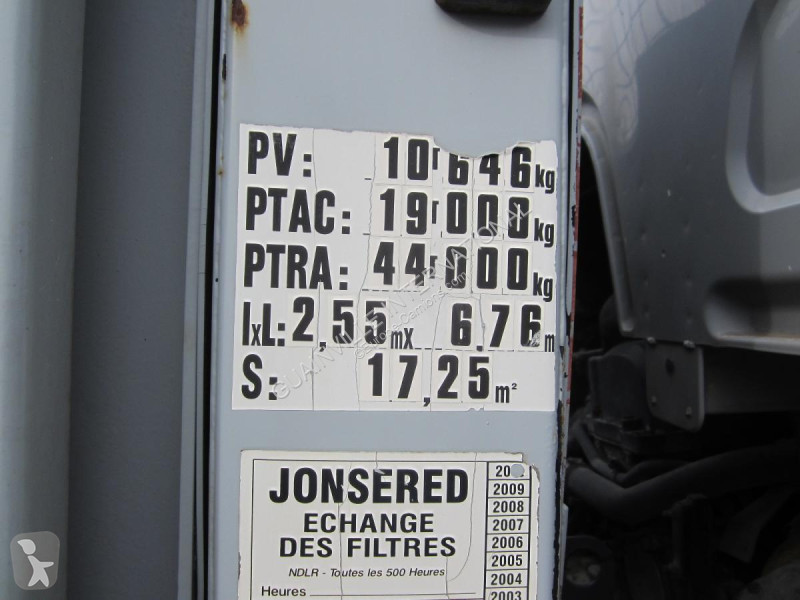 PV: 10 646 kg
PTAC: 19 000 kg
PTRA: 44 000 kg
IxL: 2,55 mx 6,76 m
S: 17,25 m²
JONSERED
ECHANGE
DES FILTRES
NDLR - Toutes les 500 Heures
Heures
2009
2008
2007
2006
2005
2004
2003